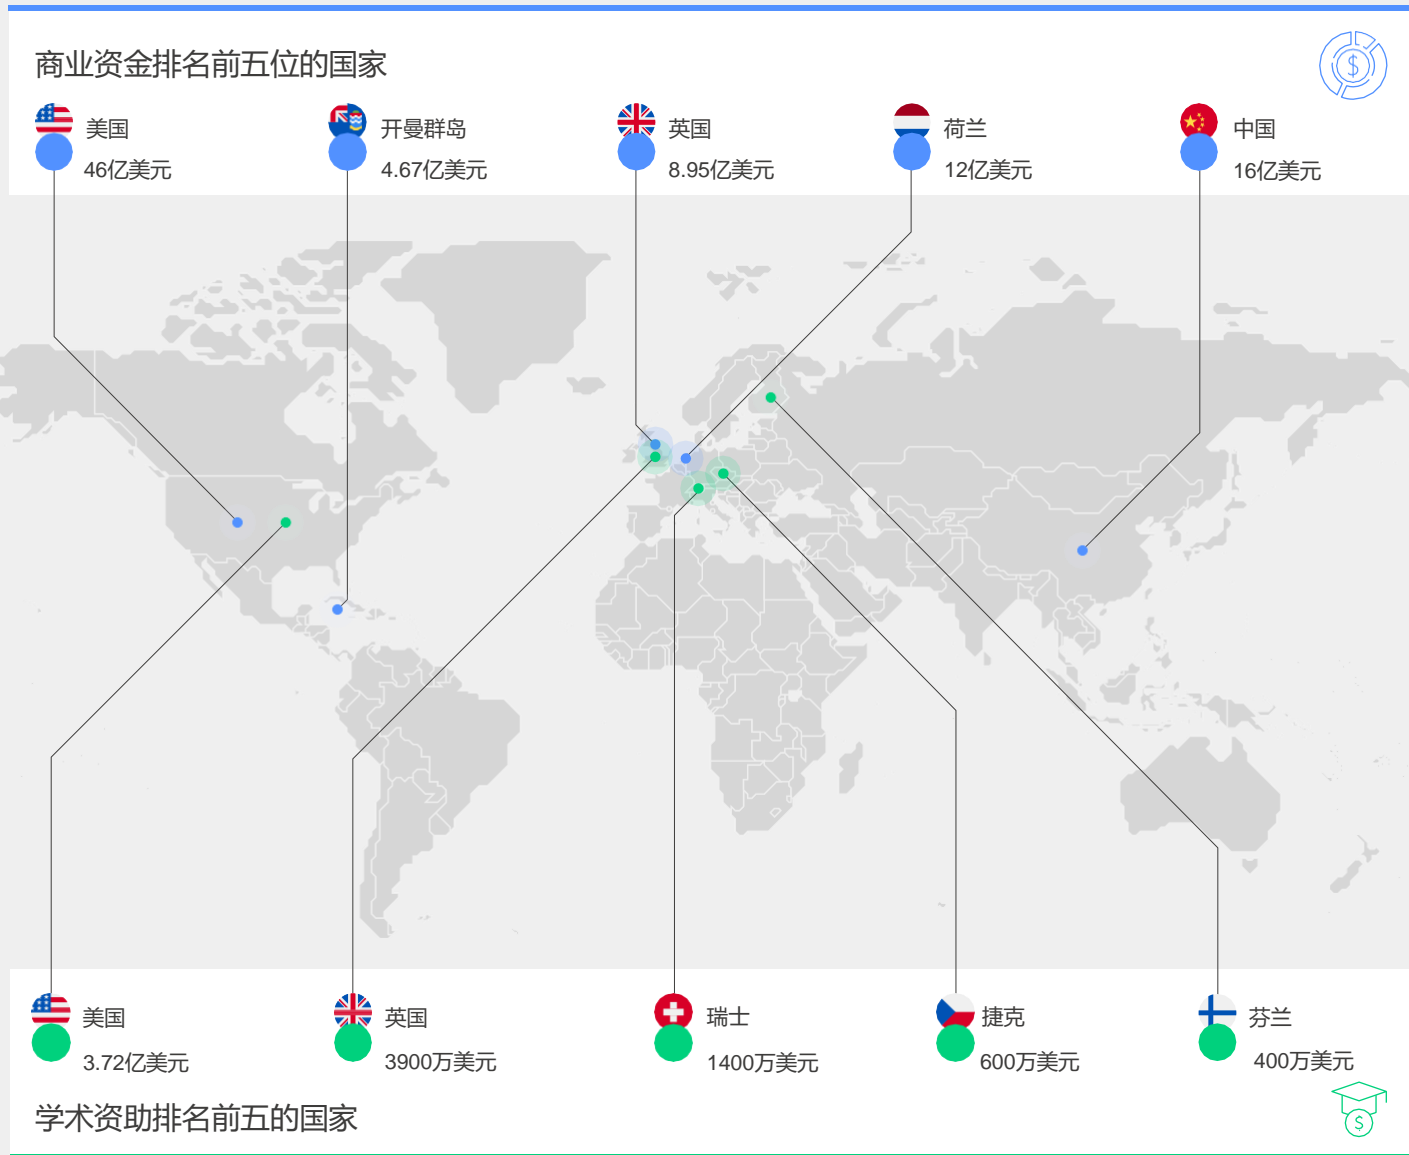 商业资金排名前五位的国家
美国
46亿美元
开曼群岛
4.67亿美元
英国
8.95亿美元
荷兰
12亿美元
中国
16亿美元
美国
3.72亿美元
英国
3900万美元
瑞士
1400万美元
捷克
600万美元
芬兰
400万美元
学术资助排名前五的国家